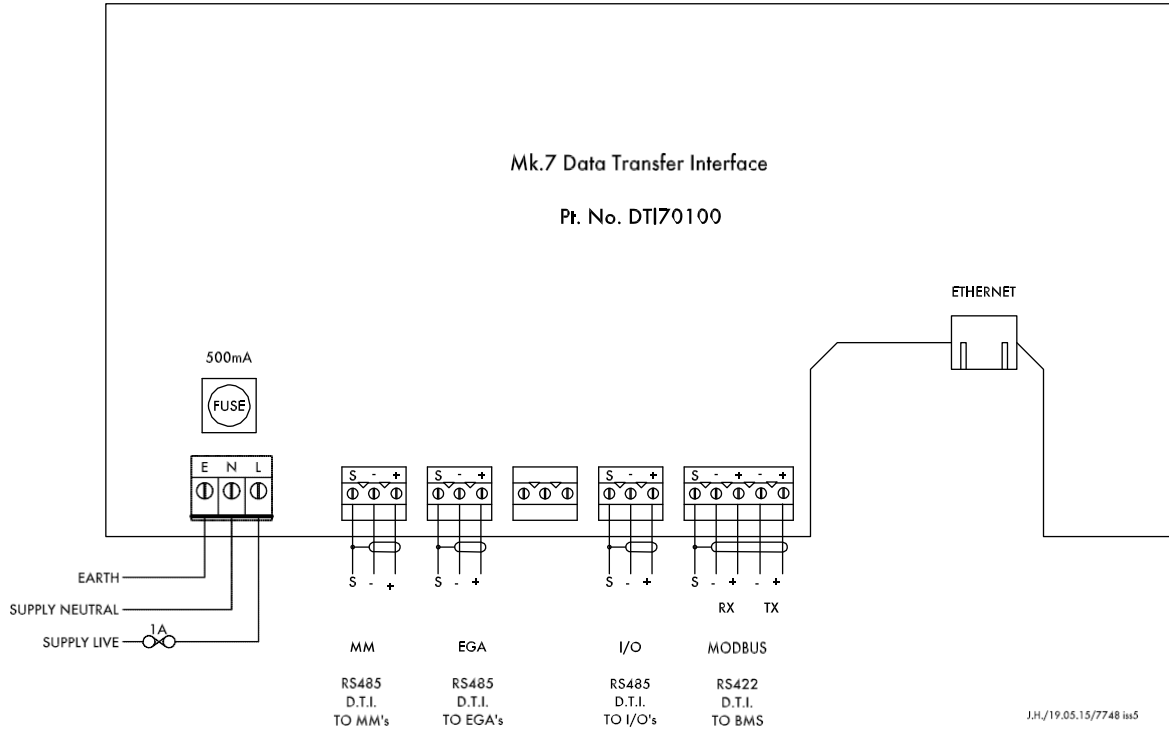 Mk.7 Data Transfer Interface
Pt. No. DTI70100
ETHERNET
500mA
FUSE
E N L
S - +
S - +
S - +
S - + - +
EARTH
SUPPLY NEUTRAL
SUPPLY LIVE
1A
S - +
S - +
S - +
S - + - +
RX TX
MM
RS485
D.T.I.
TO MM's
EGA
RS485
D.T.I.
TO EGA's
I/O
RS485
D.T.I.
TO I/O's
MODBUS
RS422
D.T.I.
TO BMS
J.H./19.05.15/7748 iss5